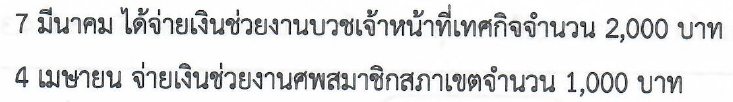 7 มีนาคม ได้จ่ายเงินช่วยงานบวชเจ้าหน้าที่เทศกิจจำนวน 2,000 บาท
4 เมษายน จ่ายเงินช่วยงานศพสมาชิกสภาเขตจำนวน 1,000 บาท